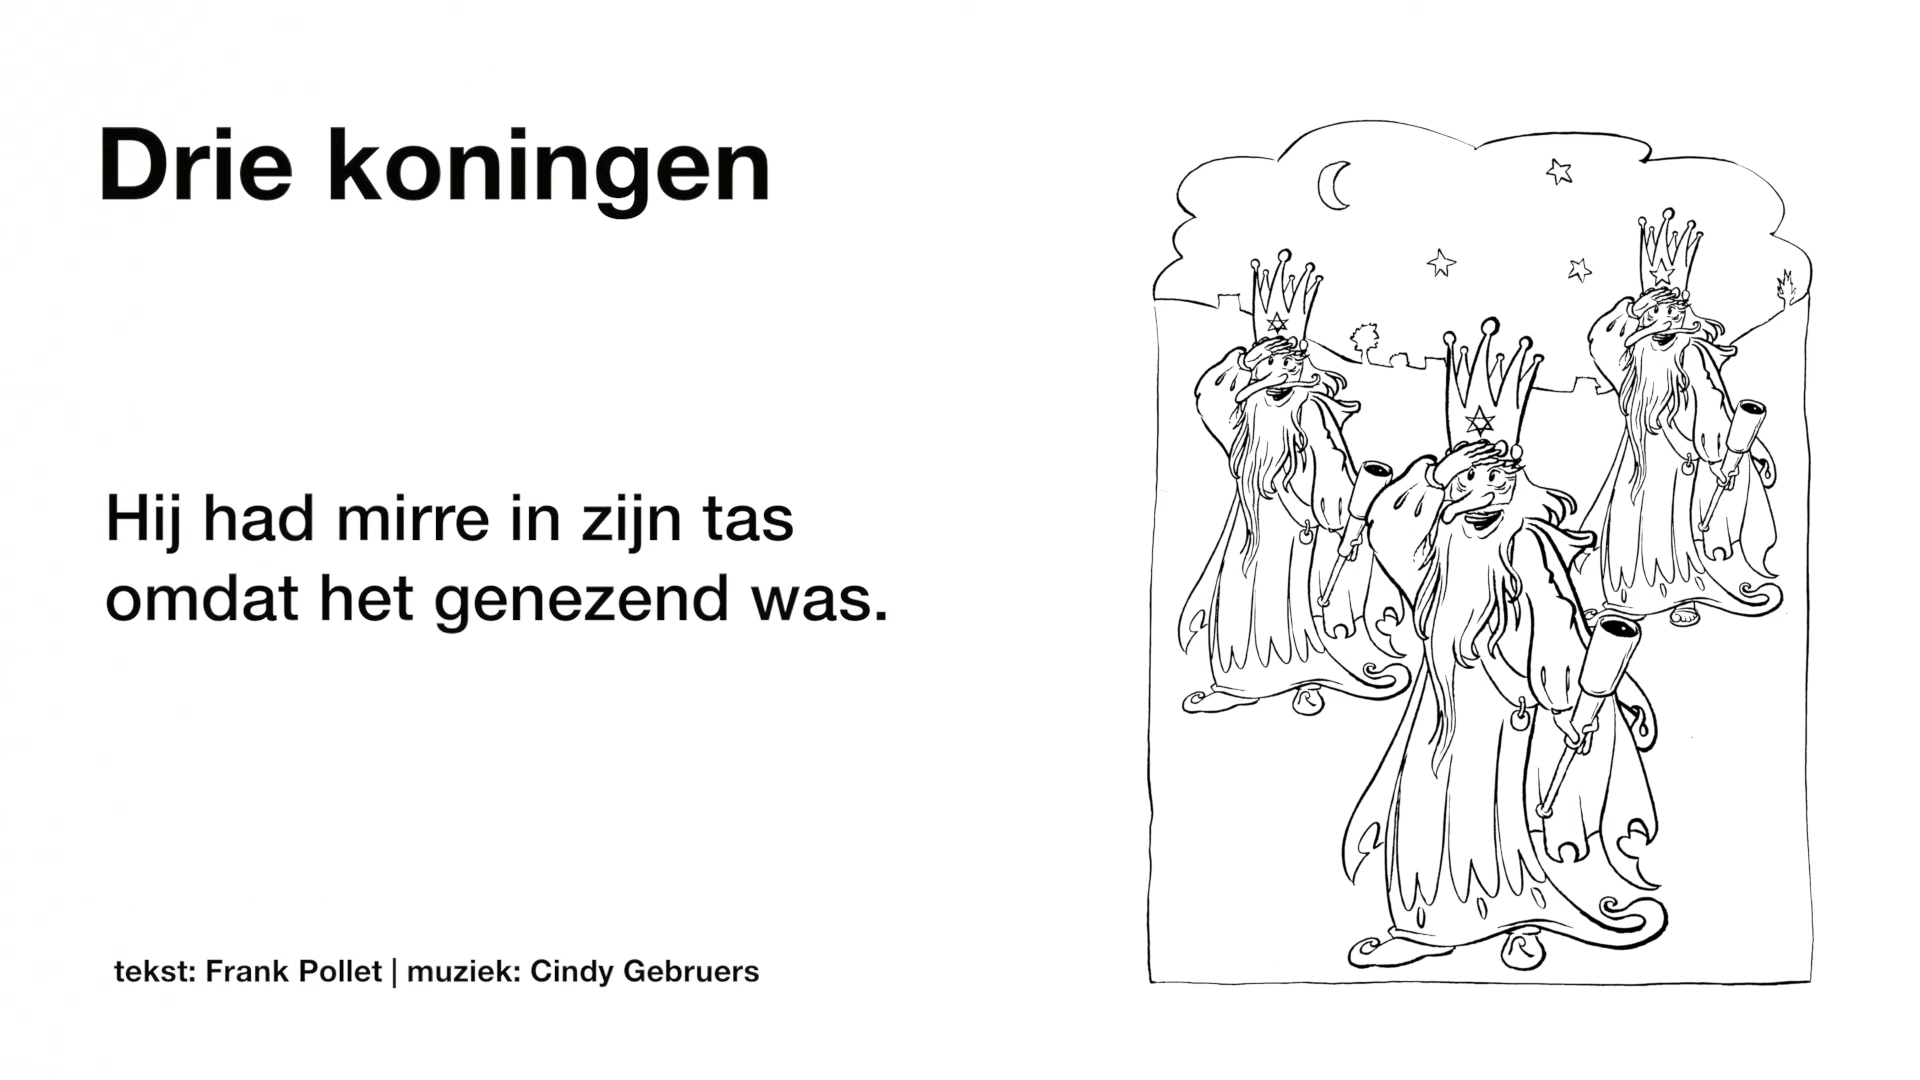 Drie koningen
Hij had mirre in zijn tas
omdat het genezend was.
tekst: Frank Pollet | muziek: Cindy Gebruers